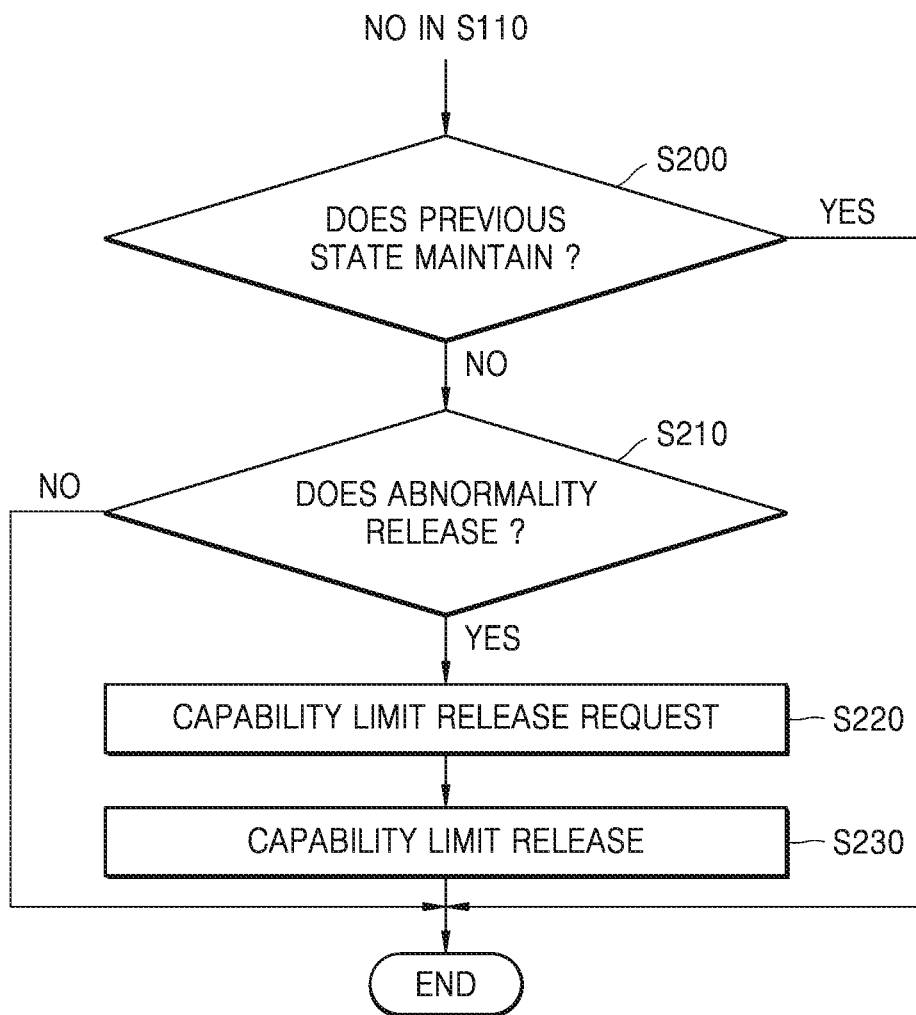 NO IN S110
S200
DOES PREVIOUS
STATE MAINTAIN ?
YES
NO
S210
NO
DOES ABNORMALITY
RELEASE ?
YES
CAPABILITY LIMIT RELEASE REQUEST
S220
CAPABILITY LIMIT RELEASE
S230
END